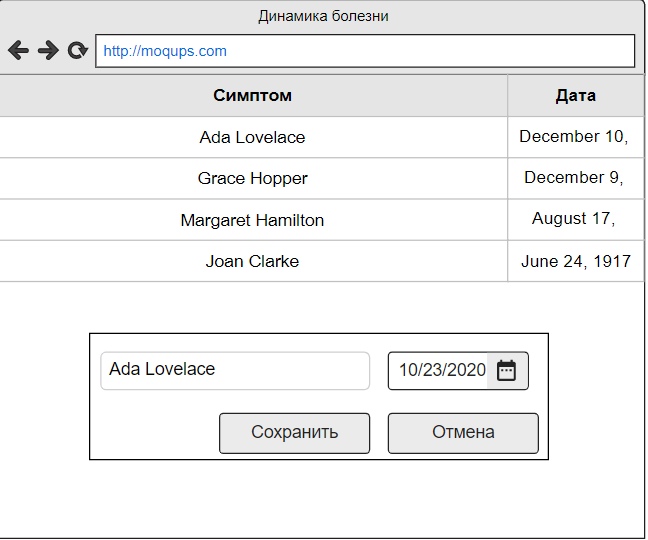 Динамика болезни
http://moqups.com
Симптом Дата
Ada Lovelace December 10,
Grace Hopper December 9,
Margaret Hamilton August 17,
Joan Clarke June 24, 1917
Ada Lovelace 10/23/2020
Сохранить Отмена